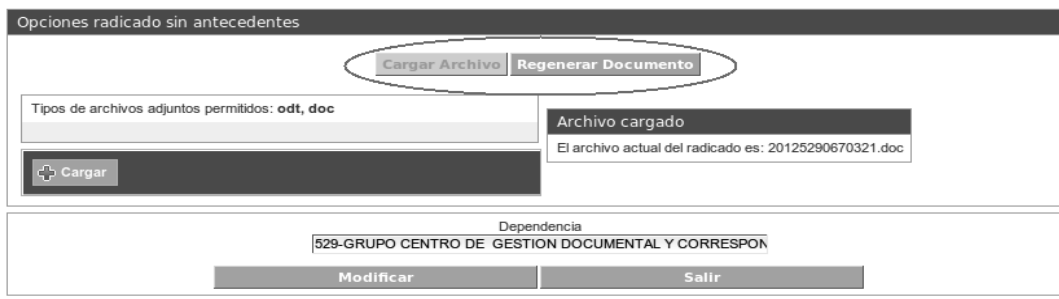 Opciones radicado sin antecedentes
Cargar Archivo Regenerar Documento
Tipos de archivos adjuntos permitidos: odt, doc
Archivo cargado
El archivo actual del radicado es: 20125290670321.doc
Cargar
Dependencia
529-GRUPO CENTRO DE GESTION DOCUMENTAL Y CORRESPON
Modificar Salir